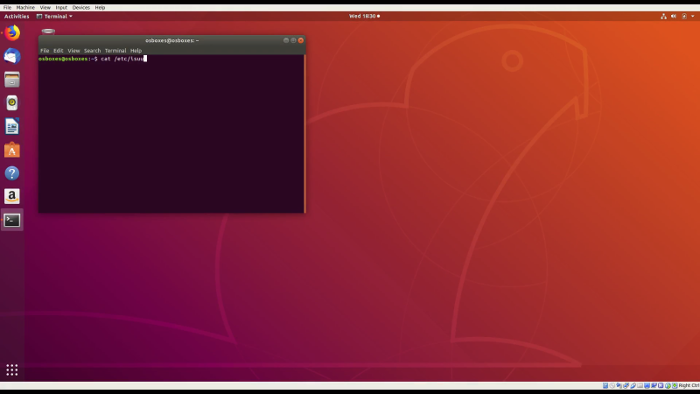 File Machine View Input Devices Help
Activities Terminal Wed 18:30
osboxes@osboxes: ~
File Edit View Search Terminal Help
osboxes@osboxes:~$ cat /etc/isuu
Right Ctrl